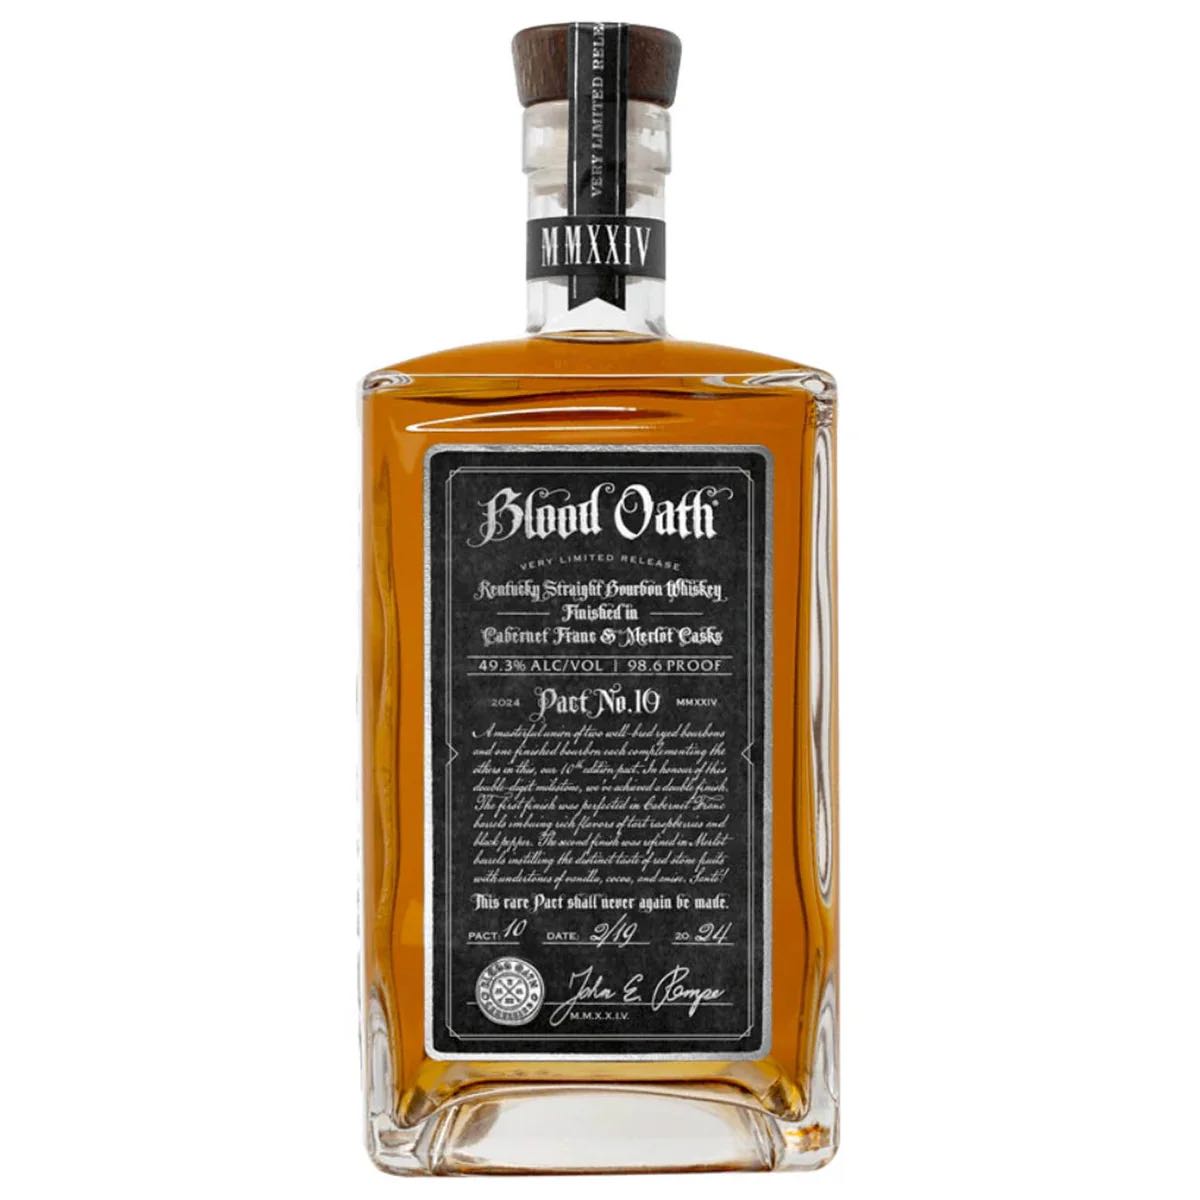 VERY LIMITED RELE
MMXXIV
Blood Oath®
VERY LIMITED RELEASE
Kentucky Straight Bourbon Whiskey
Finished in
Cabernet Franc & Merlot Casks
49.3% ALC/VOL | 98.6 PROOF
2024 Pact No.10 MMXXIV
A masterful union of two well-bred ryed bourbons
and one finished bourbon each complementing the
others in this, our 10th edition pact. In honour of this
double-digit milestone, we've achieved a double finish.
The first finish was perfected in Cabernet Franc
barrels imbuing rich flavors of tart raspberries and
black pepper. The second finish was refined in Merlot
barrels instilling the distinct taste of red stone fruits
with undertones of vanilla, cocoa, and anise. Santé!
This rare Pact shall never again be made.
PACT: 10 DATE: 2/19 20 24
BLOOD OATH
John E. Rempe
M.M.X.X.I.V.